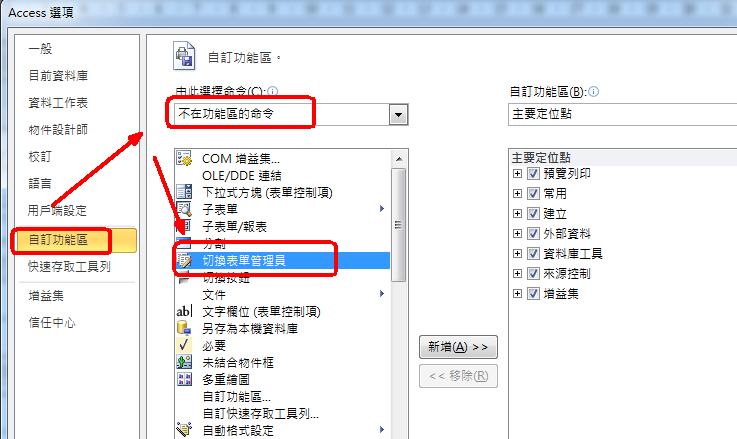 Access 選項
一般
目前資料庫
資料工作表
物件設計師
校訂
語言
用戶端設定
自訂功能區
快速存取工具列
增益集
信任中心
自訂功能區。
由此選擇命令(C):
不在功能區的命令
COM 增益集...
OLE/DDE 連結
下拉式方塊 (表單控制項)
子表單
子表單/報表
分割
切換表單管理員
切換按鈕
文件
ab|
文字欄位 (表單控制項)
另存為本機資料庫
必要
未結合物件框
多重繪圖
自訂功能區...
自訂快速存取工具列...
自動格式設定
新增(A) >>
<< 移除(R)
自訂功能區(B):
主要定位點
主要定位點
預覽列印
常用
建立
外部資料
資料庫工具
來源控制
增益集